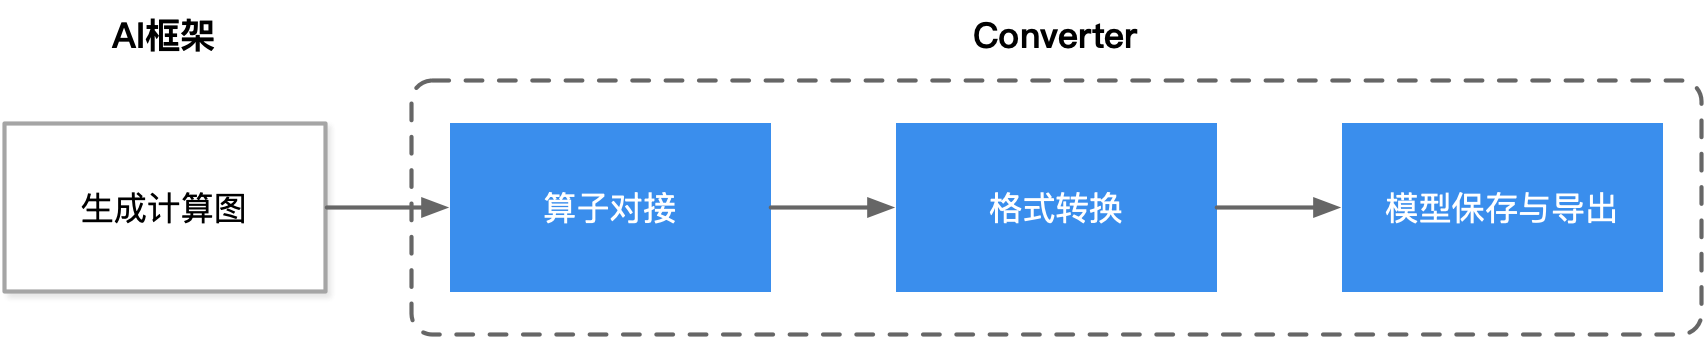 AI框架
Converter
生成计算图
算子对接
格式转换
模型保存与导出